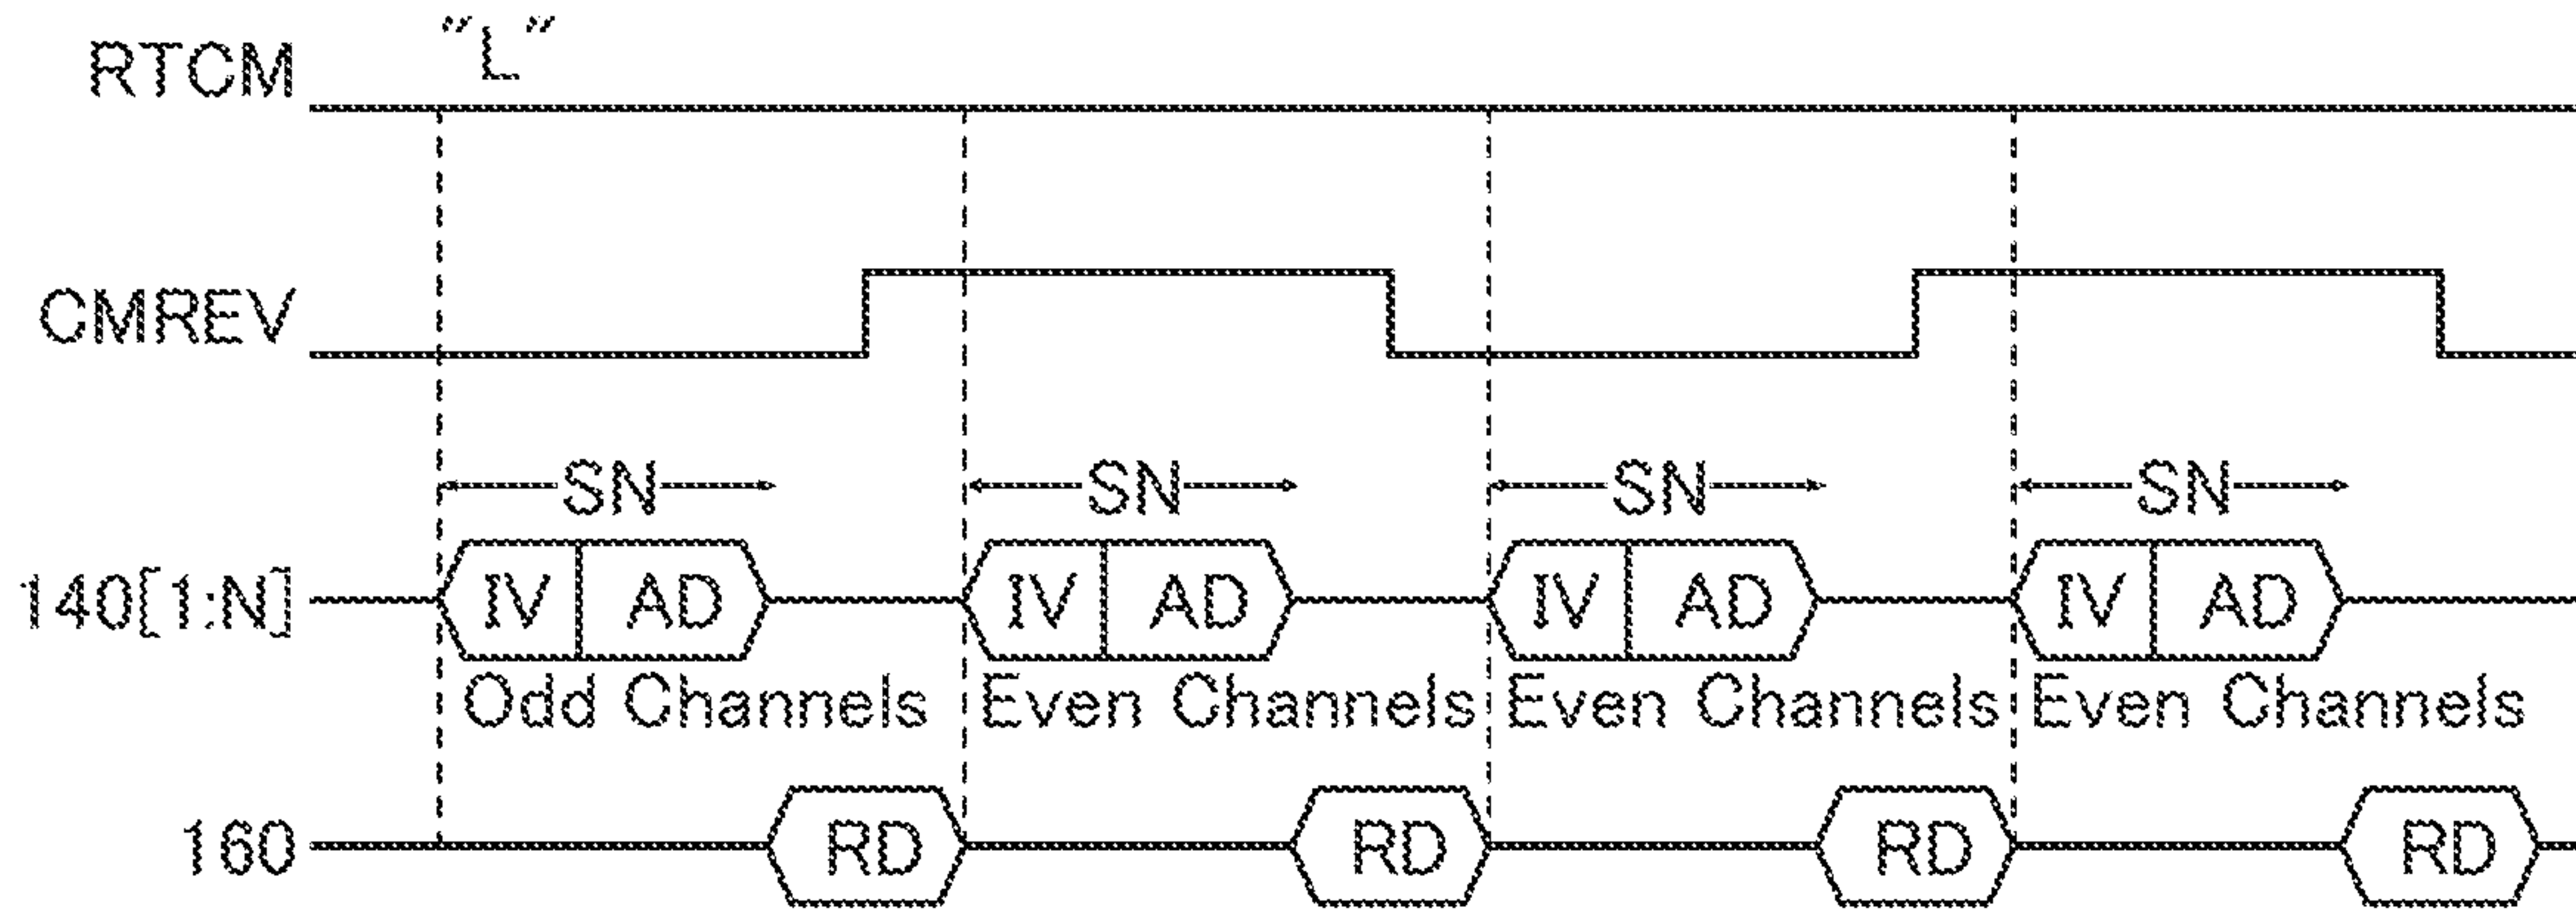 RTCM "L"
CMREV
SN SN SN SN
140[1:N] IV AD IV AD IV AD IV AD
Odd Channels Even Channels Even Channels Even Channels
160 RD RD RD RD